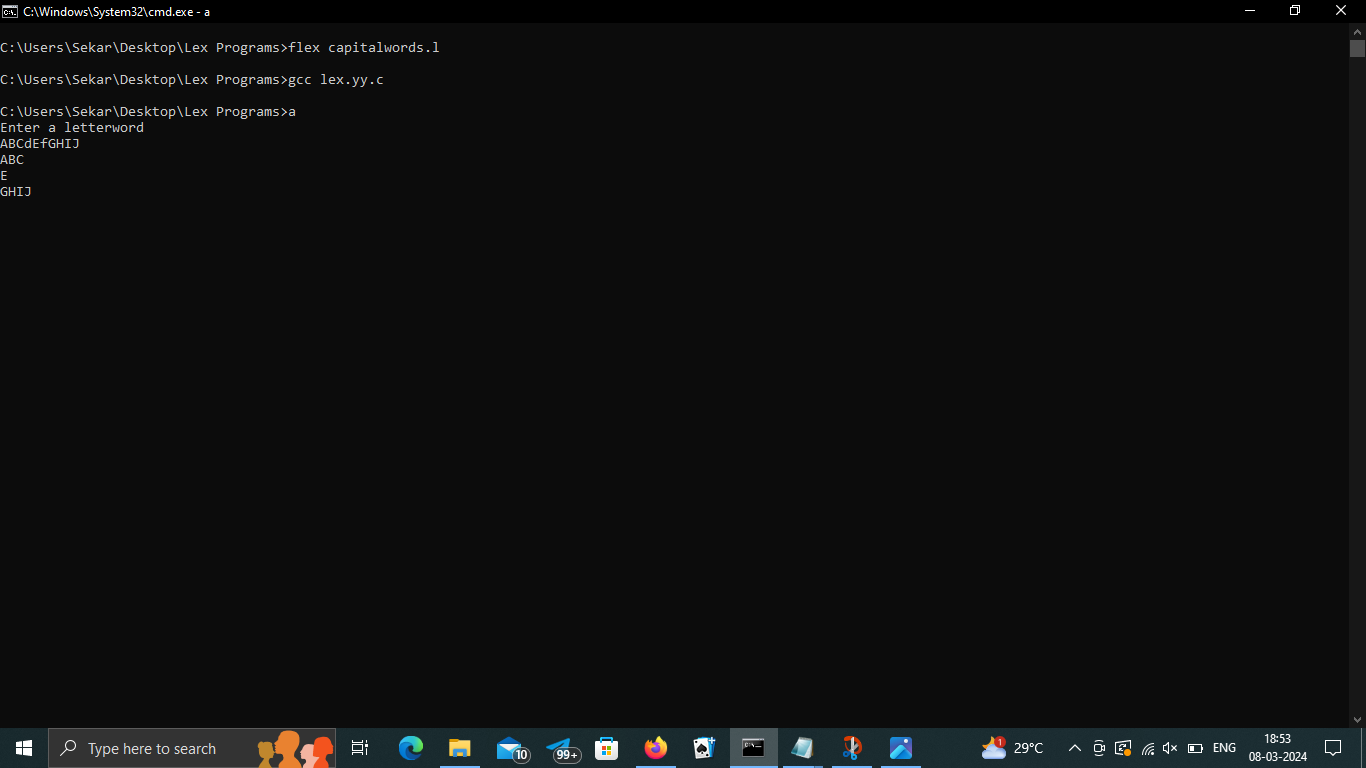 C:\Windows\System32\cmd.exe - a
C:\Users\Sekar\Desktop\Lex Programs>flex capitalwords.l
C:\Users\Sekar\Desktop\Lex Programs>gcc lex.yy.c
C:\Users\Sekar\Desktop\Lex Programs>a
Enter a letterword
ABCdEfGHIJ
ABC
E
GHIJ
Type here to search
10
99+
1
29°C
ENG
18:53
08-03-2024